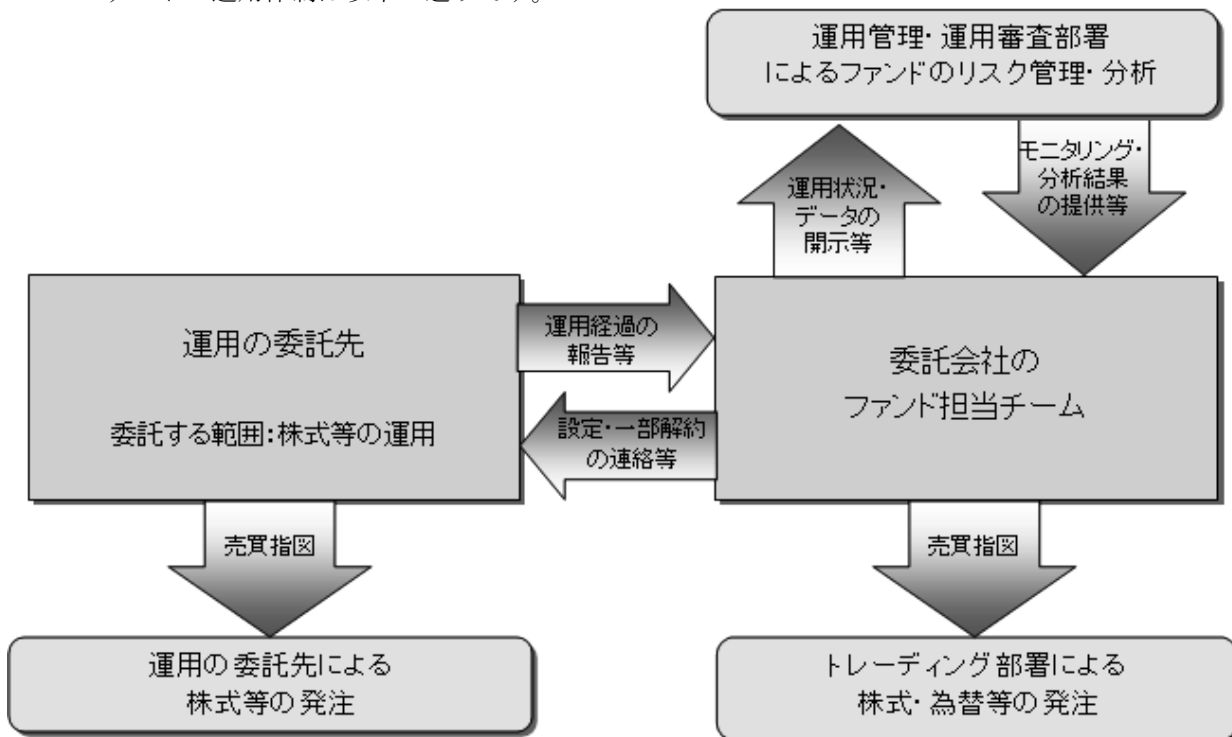 運用管理・運用審査部署
によるファンドのリスク管理・分析
運用状況・
データの
開示等
モニタリング・
分析結果
の提供等
運用の委託先
委託する範囲:株式等の運用
運用経過の
報告等
設定・一部解約
の連絡等
委託会社の
ファンド担当チーム
売買指図
売買指図
運用の委託先による
株式等の発注
トレーディング部署による
株式・為替等の発注